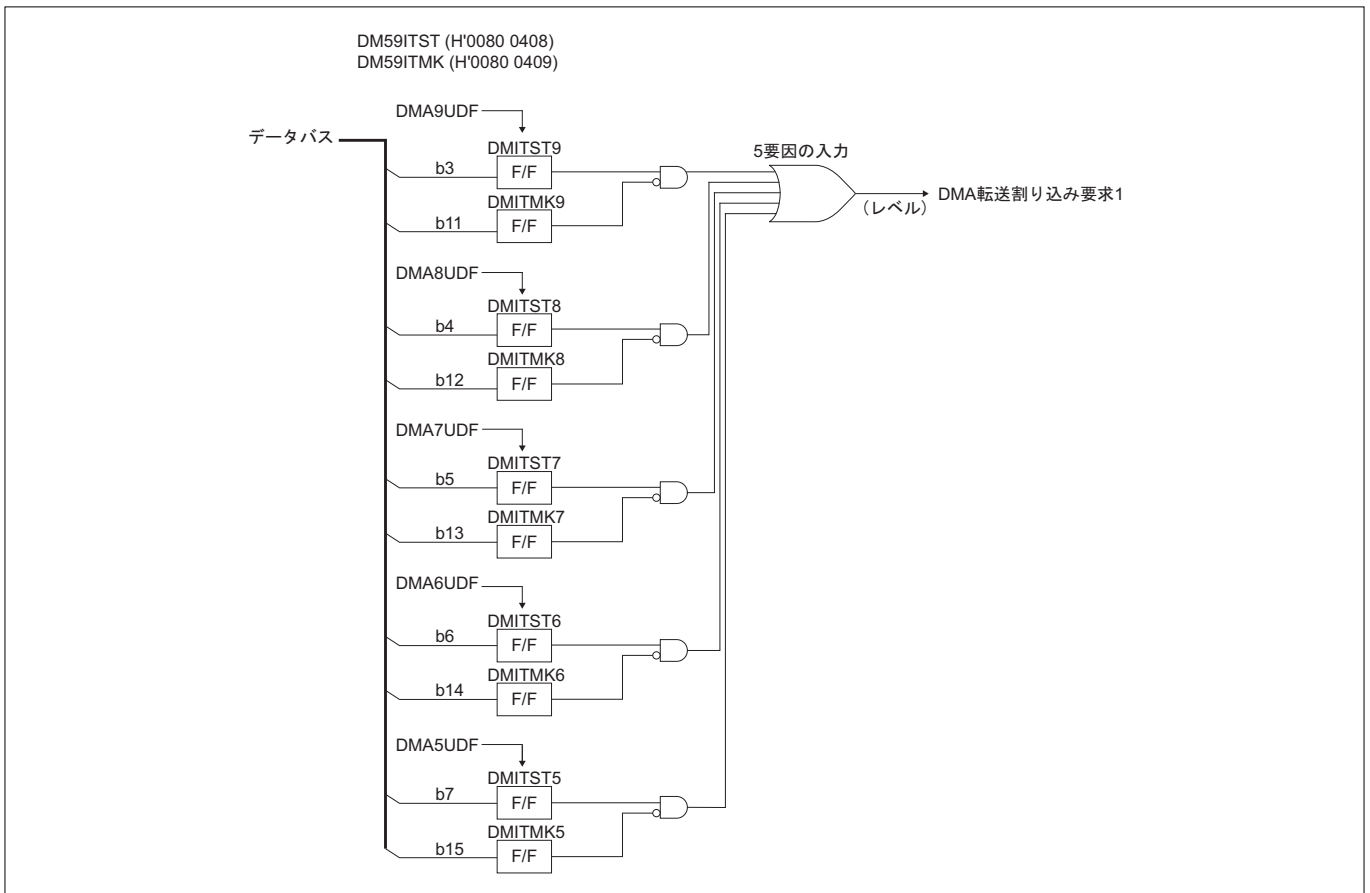 DM59ITST (H'0080 0408)
DM59ITMK (H'0080 0409)
DMA9UDF
データバス
DMITST9
5要因の入力
b3
F/F
DMITMK9
DMA転送割り込み要求1
(レベル)
b11
F/F
DMA8UDF
DMITST8
b4
F/F
DMITMK8
b12
F/F
DMA7UDF
DMITST7
b5
F/F
DMITMK7
b13
F/F
DMA6UDF
DMITST6
b6
F/F
DMITMK6
b14
F/F
DMA5UDF
DMITST5
b7
F/F
DMITMK5
b15
F/F